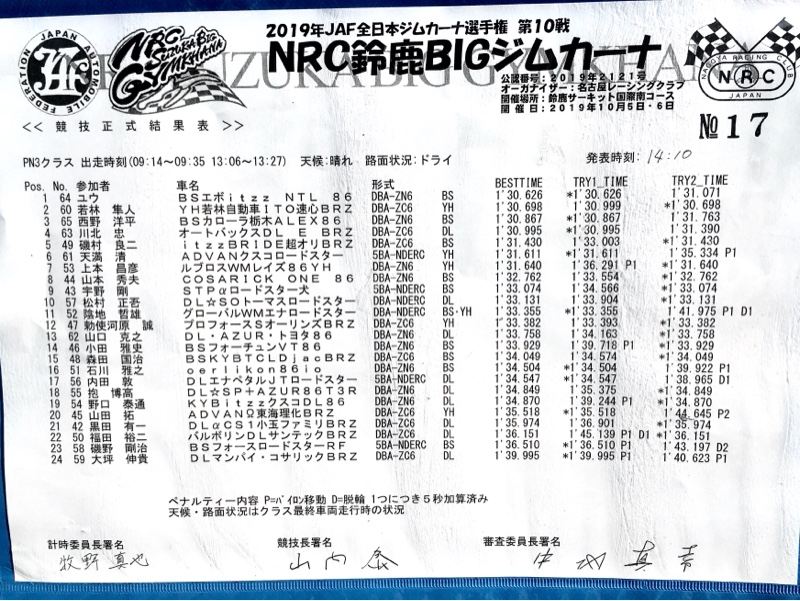 2019年JAF全日本ジムカーナ選手権 第10戦
NRC鈴鹿BIGジムカーナ
JAPAN AUTOMOBILE FEDERATION
NRC SUZUKA BIG GYMKHANA
NAGOYA RACING CLUB
NRC
JAPAN
公認番号：2019年2121号
オーガナイザー：名古屋レーシングクラブ
開催場所：鈴鹿サーキット国際南コース
開催日：2019年10月5日・6日
<< 競技正式結果表 >>
№17
PN3クラス 出走時刻(09:14～09:35 13:06～13:27) 天候：晴れ 路面状況：ドライ 発表時刻：14:10
Pos. No. 参加者 車名 形式 BESTTIME TRY1_TIME TRY2_TIME
1 64 ユウ BSエボitzz NTL 86 DBA-ZN6 BS 1'30.626 *1'30.626 1'31.071
2 60 若林 隼人 YH若林自動車ITO速心BRZ DBA-ZC6 YH 1'30.698 1'30.999 *1'30.698
3 65 西野 洋平 BSカローラ栃木ALEX86 DBA-ZN6 BS 1'30.867 *1'30.867 1'31.763
4 63 川北 忠 オートバックスDL E BRZ DBA-ZC6 DL 1'30.995 *1'30.995 1'31.390
5 49 磯村 良二 itzzBRIDE超オリBRZ DBA-ZC6 BS 1'31.430 1'33.003 *1'31.430
6 61 天満 清 ADVANクスコロードスター 5BA-NDERC YH 1'31.611 *1'31.611 1'35.334 P1
7 53 上本 昌彦 ルブロスWMレイズ86YH DBA-ZN6 YH 1'31.640 1'36.291 P1 *1'31.640
8 44 山本 秀夫 COSARICK ONE 86 DBA-ZN6 BS 1'32.762 1'33.554 *1'32.762
9 43 宇野 剛 STPαロードスター犬 5BA-NDERC BS 1'33.074 1'34.566 *1'33.074
10 57 松村 正吾 DL☆SOトーマスロードスター DBA-NDERC DL 1'33.131 1'33.904 *1'33.131
11 52 陰地 哲雄 グローバルWMエナロードスター DBA-NDERC BS・YH 1'33.355 *1'33.355 1'41.975 P1 D1
12 47 勅使河原 誠 プロフォースSオーリンズBRZ DBA-ZC6 YH 1'33.382 1'33.393 *1'33.382
13 62 山口 克之 DL・AZUR・トヨタ86 DBA-ZN6 DL 1'33.758 1'34.163 *1'33.758
14 46 小田 雅史 BSフォーチュンVT86 DBA-ZN6 BS 1'33.929 1'39.718 P1 *1'33.929
15 48 森田 国治 BSKYBTCLDjacBRZ DBA-ZC6 BS 1'34.049 1'34.574 *1'34.049
16 51 石川 雅之 oerlikon86io DBA-ZN6 BS 1'34.504 *1'34.504 1'39.922 P1
17 56 内田 敦 DLエナペタルJTロードスター 5BA-NDERC DL 1'34.547 *1'34.547 1'38.965 D1
18 55 抱 博高 DL☆SP+AZUR86T3R DBA-ZN6 DL 1'34.849 1'35.375 *1'34.849
19 54 野口 泰通 KYBitzzクスコDL86 DBA-ZN6 DL 1'34.870 1'39.244 P1 *1'34.870
20 45 山田 拓 ADVANΩ東海理化BRZ DBA-ZC6 YH 1'35.518 *1'35.518 1'44.645 P2
21 42 黒田 有一 DLαCS1小玉ファミリBRZ DBA-ZC6 DL 1'35.974 1'36.901 *1'35.974
22 50 福田 裕二 バルボリンDLサンテックBRZ DBA-ZC6 DL 1'36.151 1'45.139 P1 D1 *1'36.151
23 58 磯野 剛治 BSフォースロードスターRF 5BA-NDERC BS 1'36.510 *1'36.510 P1 1'43.197 D2
24 59 大坪 伸貴 DLマンパイ・コサリックBRZ DBA-ZC6 DL 1'39.995 *1'39.995 P1 1'40.623 P1
ペナルティー内容 P=パイロン移動 D=脱輪 1つにつき5秒加算済み
天候・路面状況はクラス最終車両走行時の状況
計時委員長署名 競技長署名 審査委員長署名
牧野真也